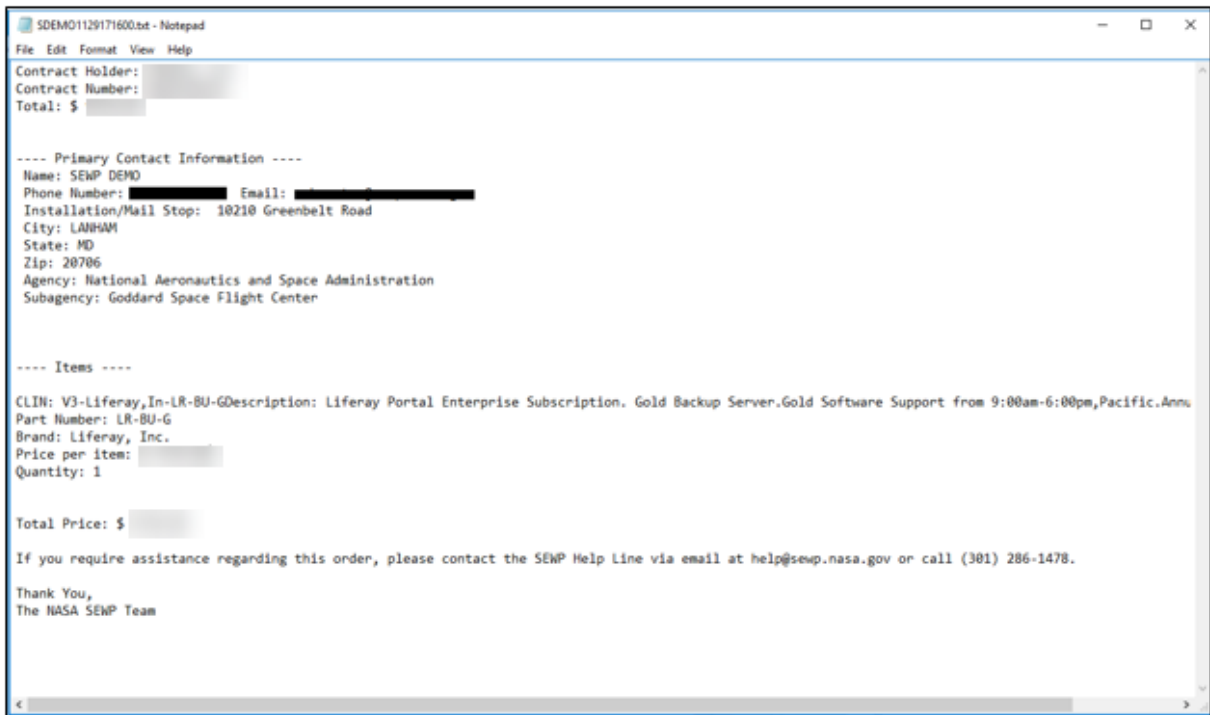 SDEMO1129171600.txt - Notepad
File Edit Format View Help
Contract Holder:
Contract Number:
Total: $
---- Primary Contact Information ----
Name: SEWP DEMO
Phone Number: Email:
Installation/Mail Stop: 10210 Greenbelt Road
City: LANHAM
State: MD
Zip: 20706
Agency: National Aeronautics and Space Administration
Subagency: Goddard Space Flight Center
---- Items ----
CLIN: V3-Liferay,In-LR-BU-GDescription: Liferay Portal Enterprise Subscription. Gold Backup Server.Gold Software Support from 9:00am-6:00pm,Pacific.Annu
Part Number: LR-BU-G
Brand: Liferay, Inc.
Price per item:
Quantity: 1
Total Price: $
If you require assistance regarding this order, please contact the SEWP Help Line via email at help@sewp.nasa.gov or call (301) 286-1478.
Thank You,
The NASA SEWP Team